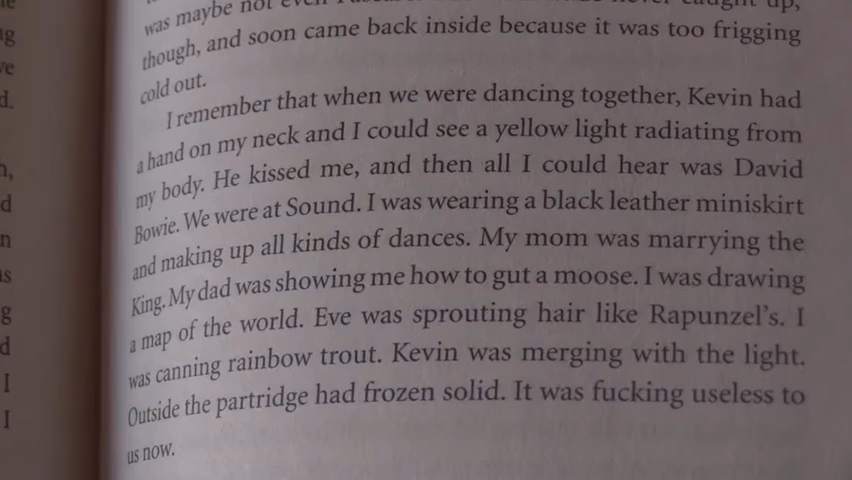 was maybe not even
never caught up,
though, and soon came back inside because it was too frigging
cold out.
I remember that when we were dancing together, Kevin had
a hand on my neck and I could see a yellow light radiating from
my body. He kissed me, and then all I could hear was David
Bowie. We were at Sound. I was wearing a black leather miniskirt
and making up all kinds of dances. My mom was marrying the
King. My dad was showing me how to gut a moose. I was drawing
a map of the world. Eve was sprouting hair like Rapunzel's. I
was canning rainbow trout. Kevin was merging with the light.
Outside the partridge had frozen solid. It was fucking useless to
us now.